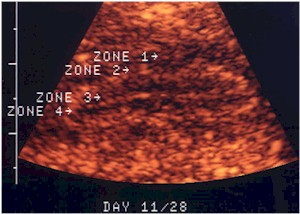 ZONE 1→
ZONE 2→
ZONE 3→
ZONE 4→
DAY 11/28